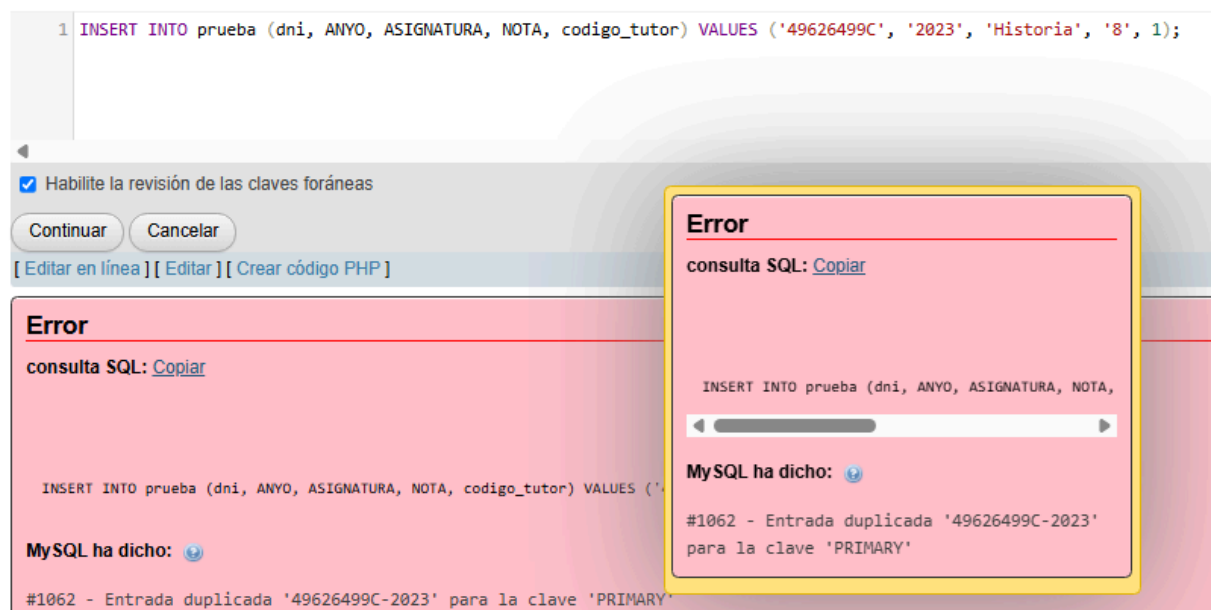 1 INSERT INTO prueba (dni, ANYO, ASIGNATURA, NOTA, codigo_tutor) VALUES ('49626499C', '2023', 'Historia', '8', 1);
Habilite la revisión de las claves foráneas
Continuar Cancelar
[ Editar en línea ] [ Editar ] [ Crear código PHP ]
Error
consulta SQL: Copiar
INSERT INTO prueba (dni, ANYO, ASIGNATURA, NOTA, codigo_tutor) VALUES ('
MySQL ha dicho:
#1062 - Entrada duplicada '49626499C-2023' para la clave 'PRIMARY'
Error
consulta SQL: Copiar
INSERT INTO prueba (dni, ANYO, ASIGNATURA, NOTA,
MySQL ha dicho:
#1062 - Entrada duplicada '49626499C-2023'
para la clave 'PRIMARY'